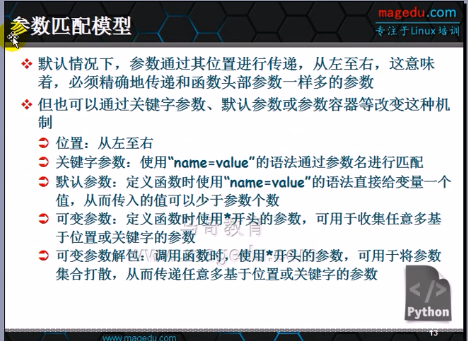 参数匹配模型
magedu.com
专注于Linux培训
默认情况下，参数通过其位置进行传递，从左至右，这意味
着，必须精确地传递和函数头部参数一样多的参数
但也可以通过关键字参数、默认参数或参数容器等改变这种机
制
位置：从左至右
关键字参数：使用“name=value”的语法通过参数名进行匹配
默认参数：定义函数时使用“name=value”的语法直接给变量一个
值，从而传入的值可以少于参数个数
可变参数：定义函数时使用*开头的参数，可用于收集任意多基
于位置或关键字的参数
可变参数解包：调用函数时，使用*开头的参数，可用于将参数
集合打散，从而传递任意多基于位置或关键字的参数
</>
Python
www.magedu.com
13